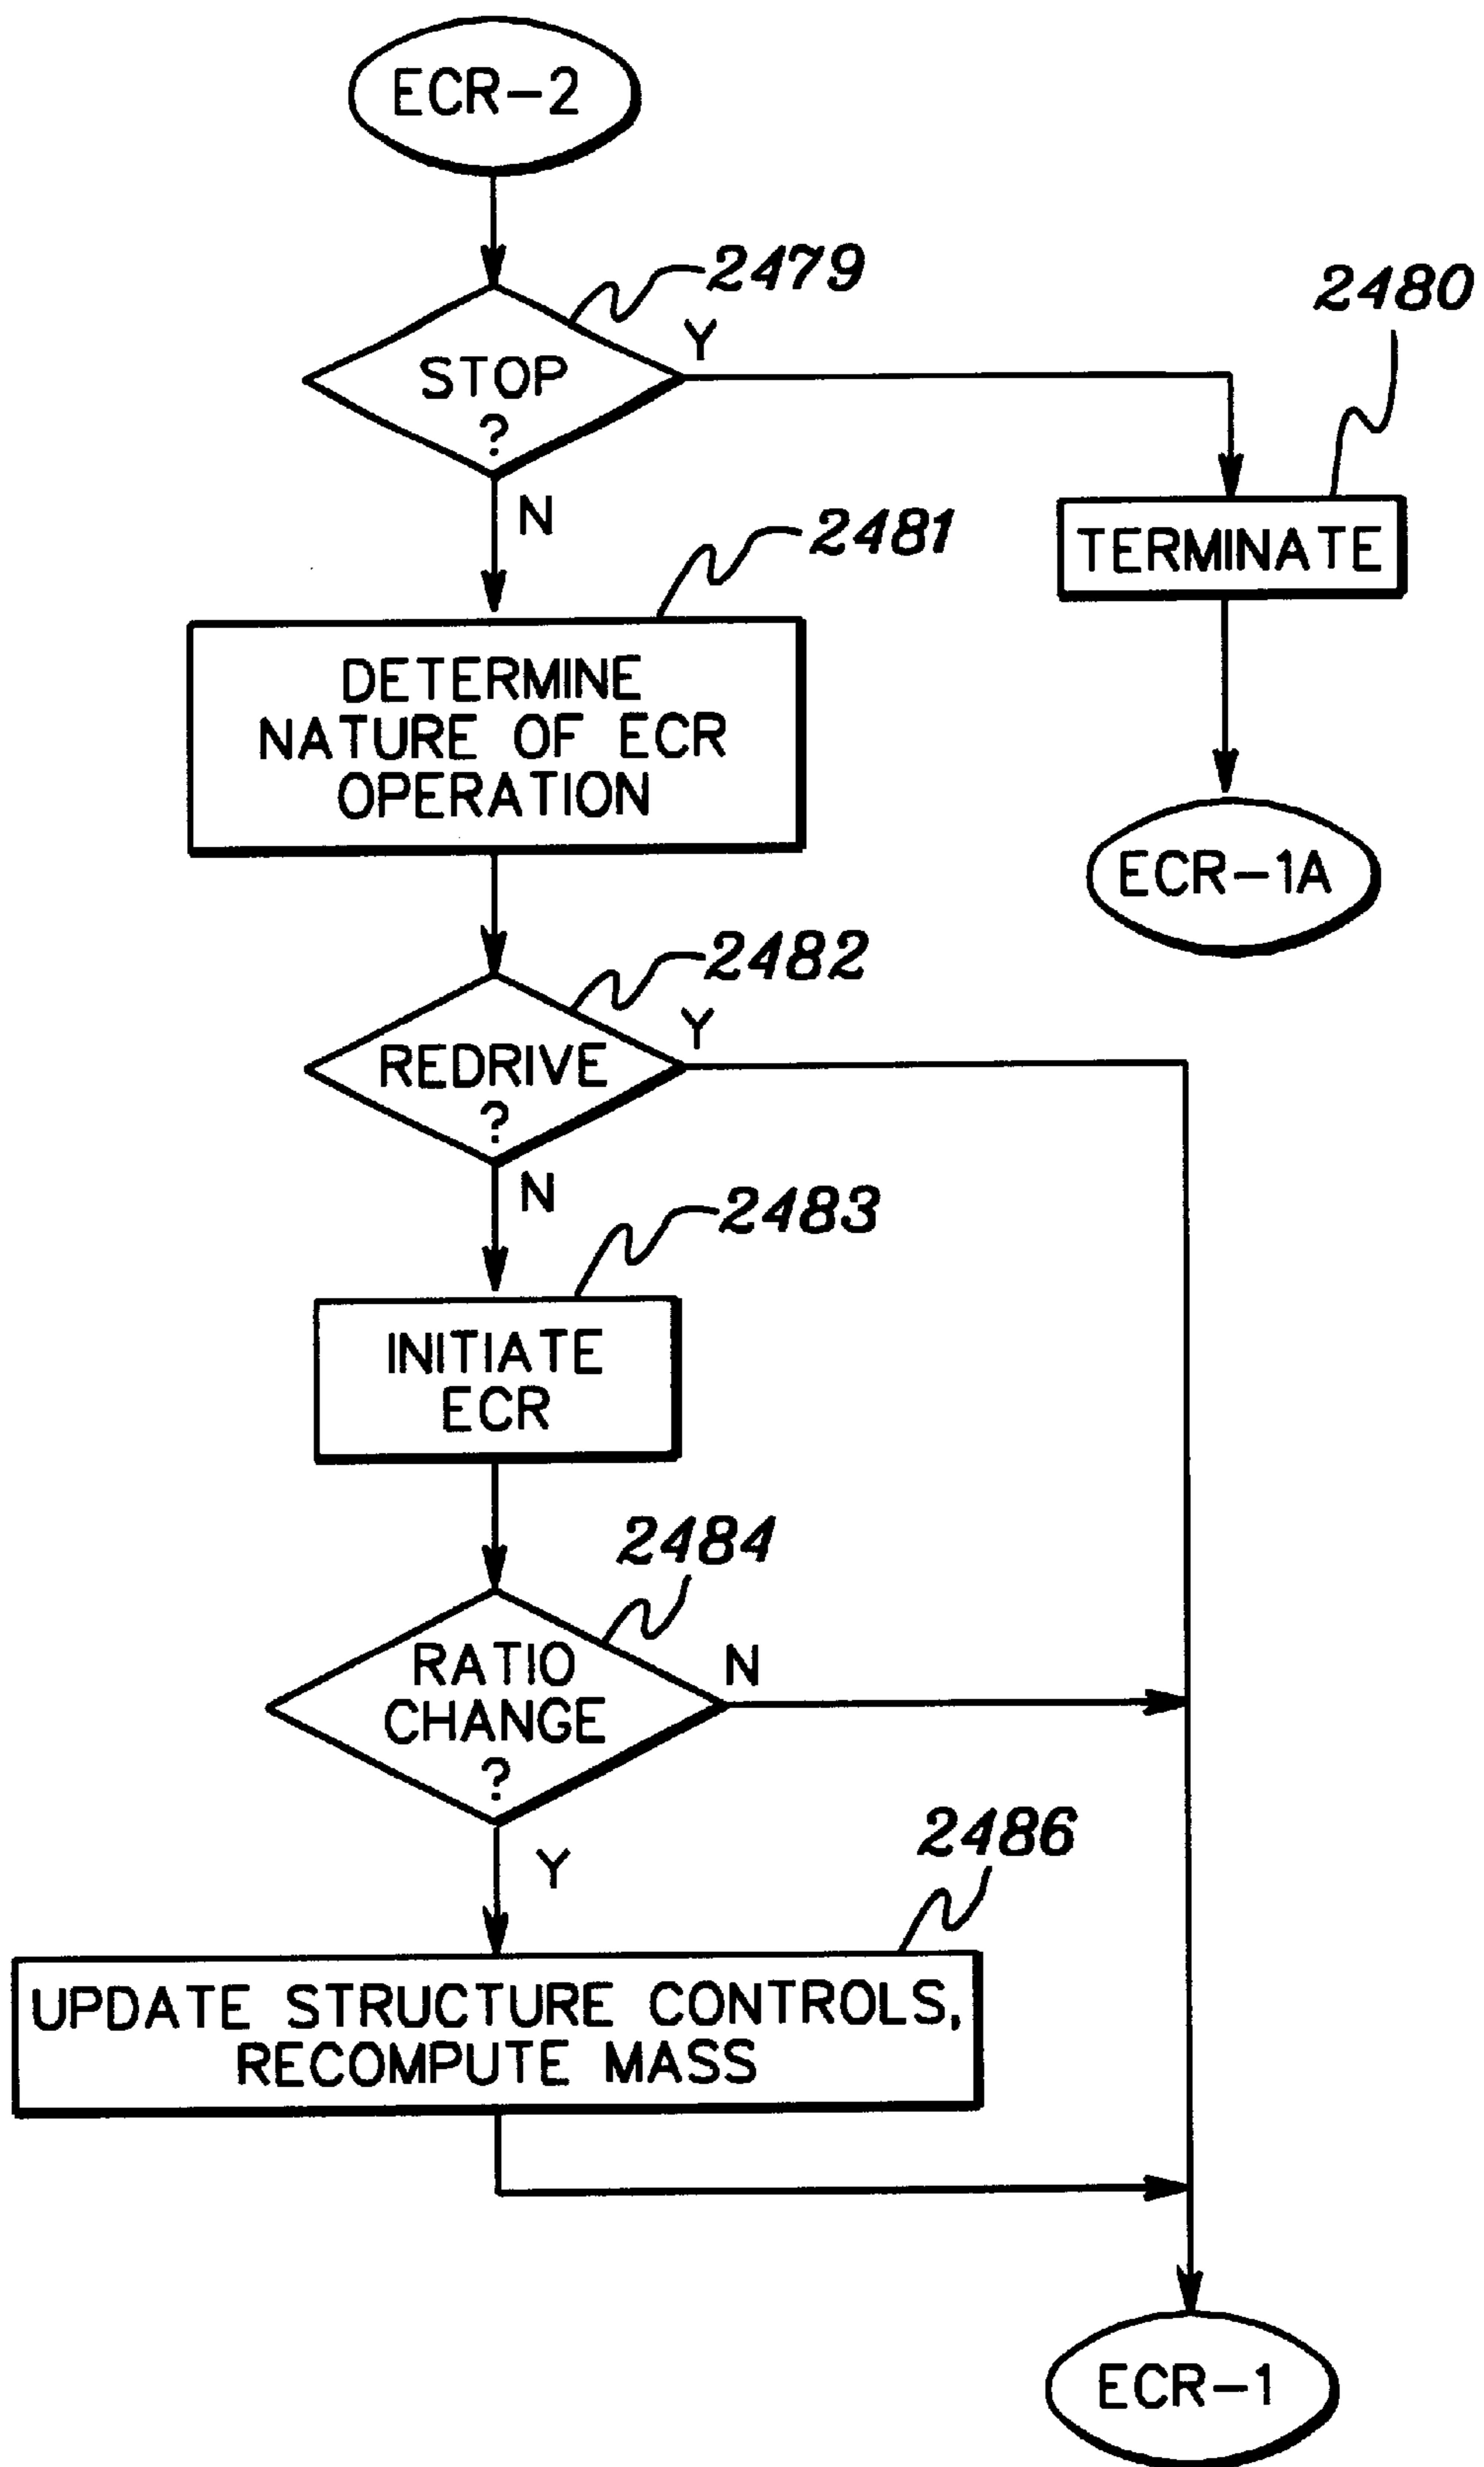 ECR-2
2479
2480
Y
STOP
?
N
2481
TERMINATE
DETERMINE
NATURE OF ECR
OPERATION
ECR-1A
2482
Y
REDRIVE
?
N
2483
INITIATE
ECR
2484
RATIO
CHANGE
?
N
Y
2486
UPDATE STRUCTURE CONTROLS,
RECOMPUTE MASS
ECR-1